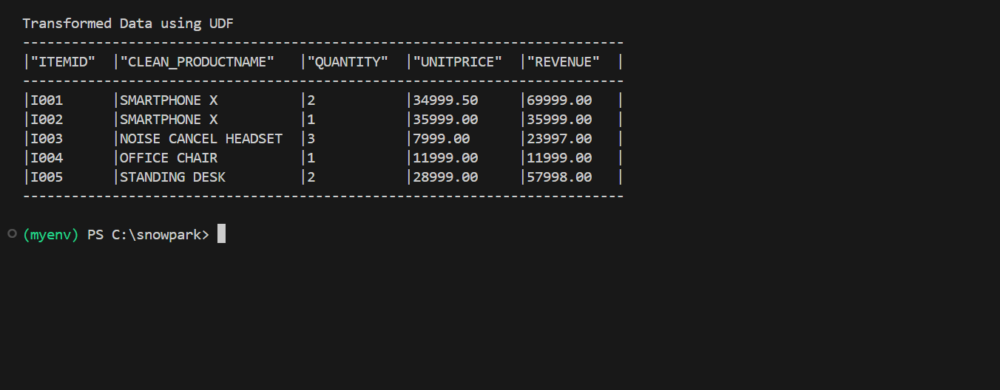 Transformed Data using UDF
-----------------------------------------------------------------------------
|"ITEMID"  |"CLEAN_PRODUCTNAME"   |"QUANTITY"  |"UNITPRICE"  |"REVENUE"  |
-----------------------------------------------------------------------------
|I001      |SMARTPHONE X          |2           |34999.50     |69999.00   |
|I002      |SMARTPHONE X          |1           |35999.00     |35999.00   |
|I003      |NOISE CANCEL HEADSET  |3           |7999.00      |23997.00   |
|I004      |OFFICE CHAIR          |1           |11999.00     |11999.00   |
|I005      |STANDING DESK         |2           |28999.00     |57998.00   |
-----------------------------------------------------------------------------
(myenv) PS C:\snowpark>